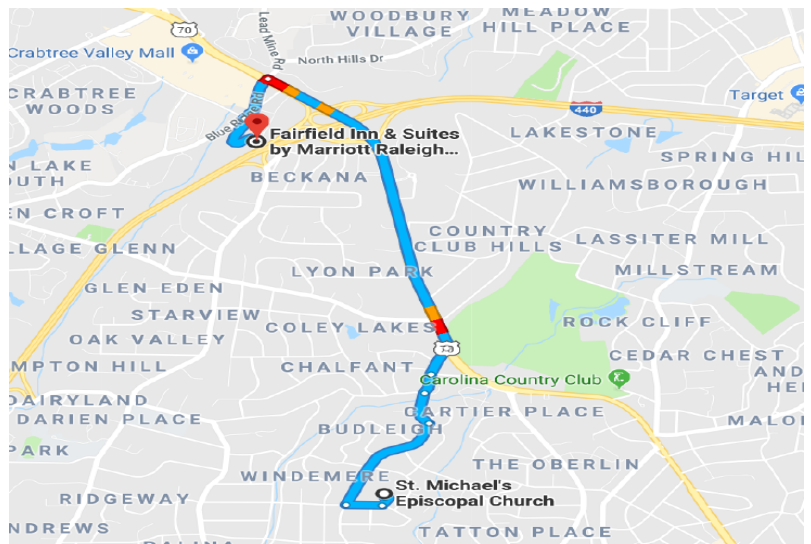 70
Lead Mine Rd
WOODBURY
VILLAGE
MEADOW
HILL PLACE
North Hills Dr
Crabtree Valley Mall
CRABTREE
WOODS
Target
440
Fairfield Inn & Suites
by Marriott Raleigh...
LAKESTONE
SPRING HIL
BECKANA
N LAKE
OUTH
WILLIAMSBOROUGH
EN CROFT
COUNTRY
CLUB HILLS
LASSITER MILL
LLAGE GLENN
LYON PARK
MILLSTREAM
GLEN EDEN
STARVIEW
COLEY LAKES
ROCK CLIFF
OAK VALLEY
CEDAR CHEST
MPTON HILL
CHALFANT
Carolina Country Club
AND
HE
DAIRYLAND
DARIEN PLACE
CARTIER PLACE
MALO
BUDLEIGH
PARK
THE OBERLIN
WINDEMERE
St. Michael's
Episcopal Church
RIDGEWAY
NDREWS
TATTON PLACE